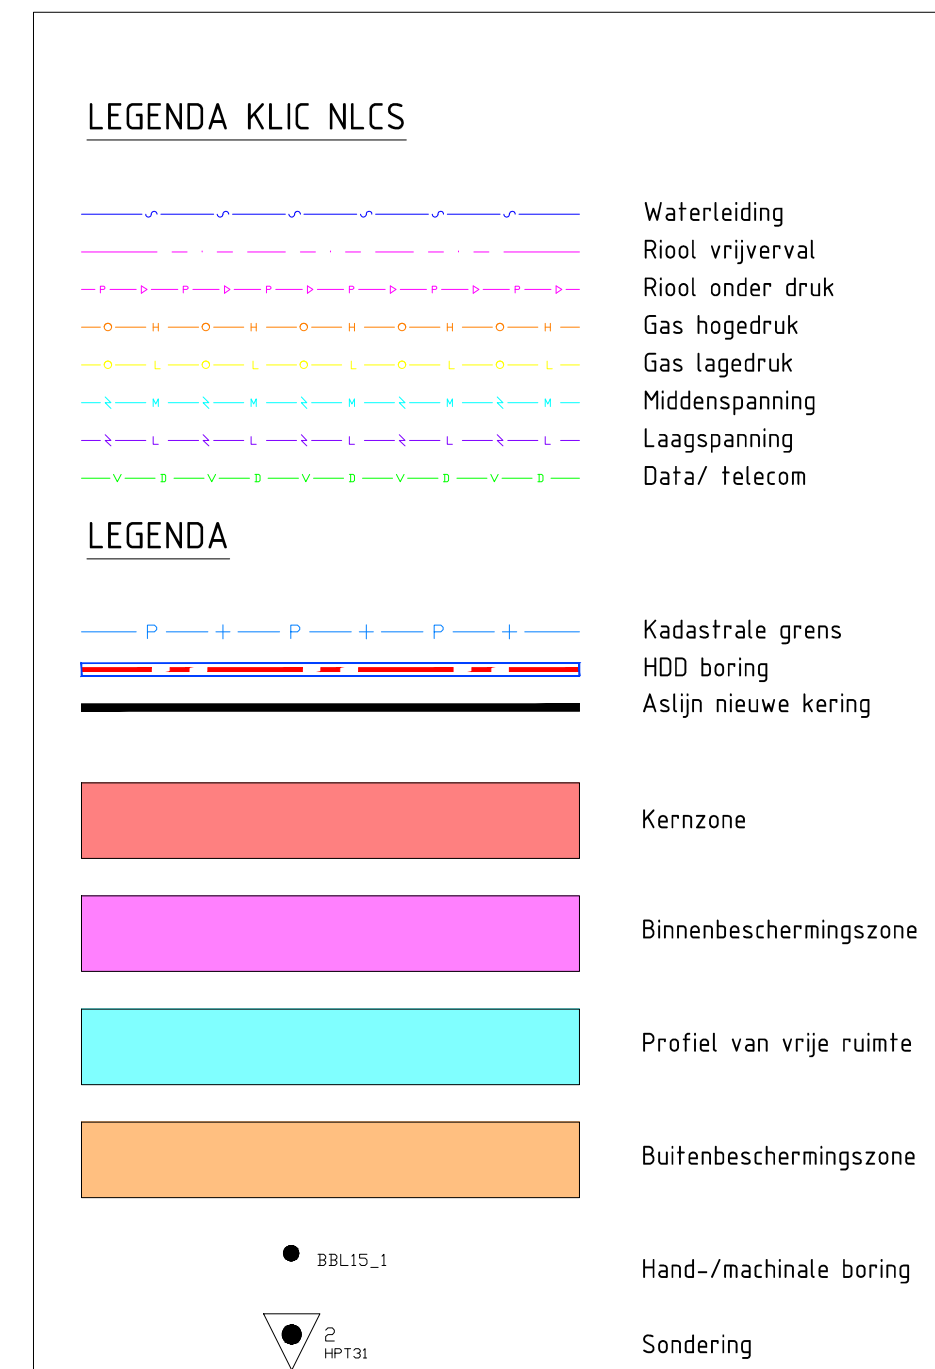 LEGENDA KLIC NLCS
Waterleiding
Riool vrijverval
P P P P P P Riool onder druk
H H H H H Gas hogedruk
L L L L L Gas lagedruk
M M M M M Middenspanning
L L L L L Laagspanning
V D V D V D V D V D Data/ telecom
LEGENDA
P + P + P + Kadastrale grens
HDD boring
Aslijn nieuwe kering
Kernzone
Binnenbeschermingszone
Profiel van vrije ruimte
Buitenbeschermingszone
BBL15_1
Hand-/machinale boring
2
HPT31
Sondering